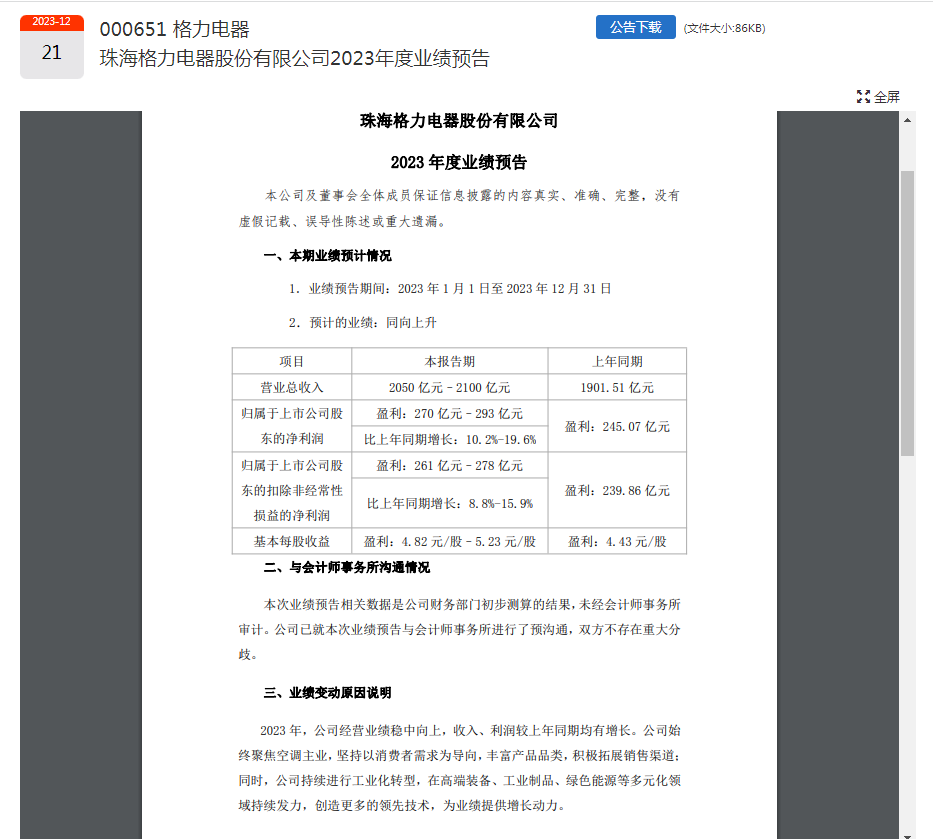 2023-12
21
000651 格力电器
公告下载
(文件大小:86KB)
珠海格力电器股份有限公司2023年度业绩预告
全屏
珠海格力电器股份有限公司
2023 年度业绩预告
本公司及董事会全体成员保证信息披露的内容真实、准确、完整，没有
虚假记载、误导性陈述或重大遗漏。
一、本期业绩预计情况
1. 业绩预告期间：2023 年 1 月 1 日至 2023 年 12 月 31 日
2. 预计的业绩：同向上升
项目 本报告期 上年同期
营业总收入 2050 亿元–2100 亿元 1901.51 亿元
归属于上市公司股
东的净利润
盈利：270 亿元–293 亿元
比上年同期增长：10.2%-19.6%
盈利：245.07 亿元
归属于上市公司股
东的扣除非经常性
损益的净利润
盈利：261 亿元–278 亿元
比上年同期增长：8.8%-15.9%
盈利：239.86 亿元
基本每股收益 盈利：4.82 元/股–5.23 元/股 盈利：4.43 元/股
二、与会计师事务所沟通情况
本次业绩预告相关数据是公司财务部门初步测算的结果，未经会计师事务所
审计。公司已就本次业绩预告与会计师事务所进行了预沟通，双方不存在重大分
歧。
三、业绩变动原因说明
2023 年，公司经营业绩稳中向上，收入、利润较上年同期均有增长。公司始
终聚焦空调主业，坚持以消费者需求为导向，丰富产品品类，积极拓展销售渠道；
同时，公司持续进行工业化转型，在高端装备、工业制品、绿色能源等多元化领
域持续发力，创造更多的领先技术，为业绩提供增长动力。